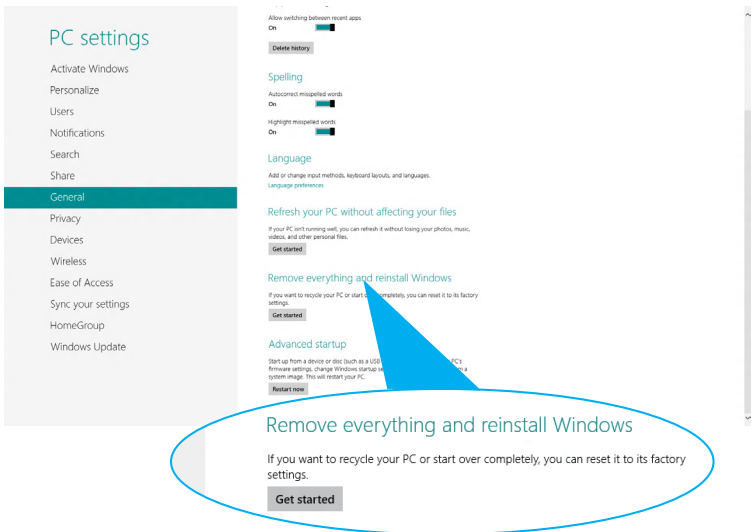 PC settings
Activate Windows
Personalize
Users
Notifications
Search
Share
General
Privacy
Devices
Wireless
Ease of Access
Sync your settings
HomeGroup
Windows Update
Allow switching between recent apps
On
Delete history
Spelling
Autocorrect misspelled words
On
Highlight misspelled words
On
Language
Add or change input methods, keyboard layouts, and languages.
Language preferences
Refresh your PC without affecting your files
If your PC isn't running well, you can refresh it without losing your photos, music,
videos, and other personal files.
Get started
Remove everything and reinstall Windows
If you want to recycle your PC or start completely, you can reset it to its factory
settings.
Get started
Advanced startup
Start up from a device or disc (such as a USB PC's
firmware settings, change Windows startup a
system image. This will restart your PC.
Restart now
Remove everything and reinstall Windows
If you want to recycle your PC or start over completely, you can reset it to its factory
settings.
Get started